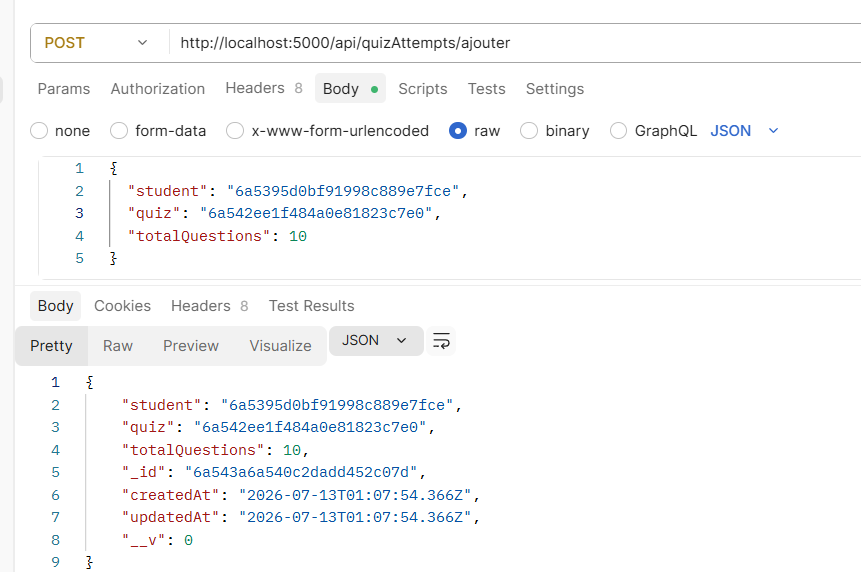 POST http://localhost:5000/api/quizAttempts/ajouter
Params Authorization Headers 8 Body Scripts Tests Settings
none form-data x-www-form-urlencoded raw binary GraphQL JSON
1 {
2 "student": "6a5395d0bf91998c889e7fce",
3 "quiz": "6a542ee1f484a0e81823c7e0",
4 "totalQuestions": 10
5 }
Body Cookies Headers 8 Test Results
Pretty Raw Preview Visualize JSON
1 {
2 "student": "6a5395d0bf91998c889e7fce",
3 "quiz": "6a542ee1f484a0e81823c7e0",
4 "totalQuestions": 10,
5 "_id": "6a543a6a540c2dadd452c07d",
6 "createdAt": "2026-07-13T01:07:54.366Z",
7 "updatedAt": "2026-07-13T01:07:54.366Z",
8 "__v": 0
9 }